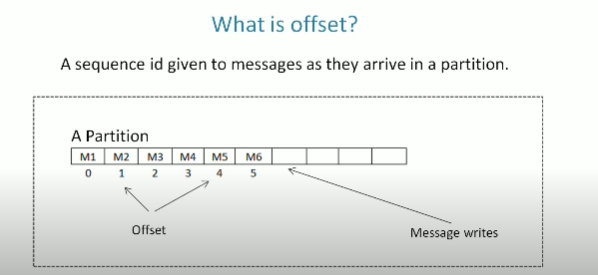 What is offset?
A sequence id given to messages as they arrive in a partition.
A Partition
M1 M2 M3 M4 M5 M6
0 1 2 3 4 5
Offset
Message writes